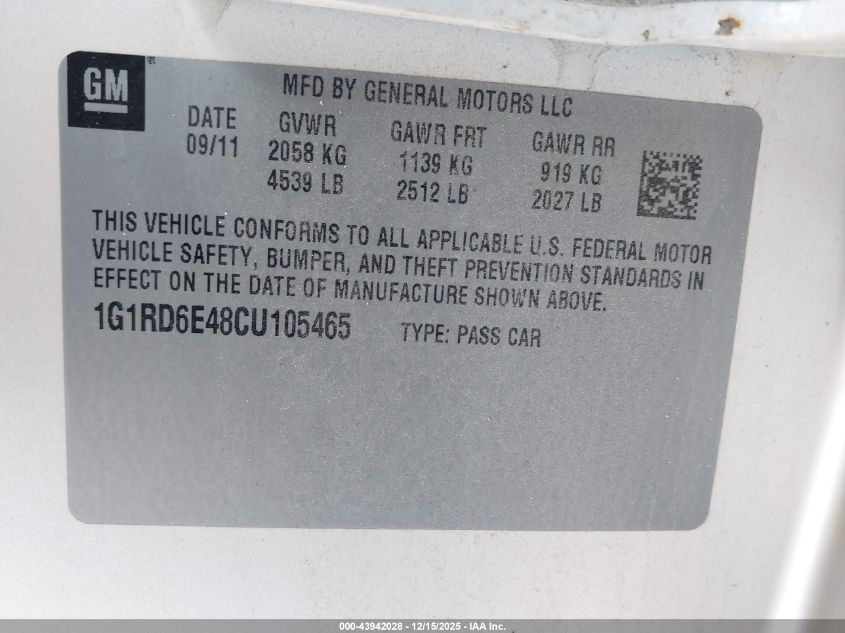 GM
MFD BY GENERAL MOTORS LLC
DATE GVWR GAWR FRT GAWR RR
09/11 2058 KG 1139 KG 919 KG
4539 LB 2512 LB 2027 LB
THIS VEHICLE CONFORMS TO ALL APPLICABLE U.S. FEDERAL MOTOR
VEHICLE SAFETY, BUMPER, AND THEFT PREVENTION STANDARDS IN
EFFECT ON THE DATE OF MANUFACTURE SHOWN ABOVE.
1G1RD6E48CU105465 TYPE: PASS CAR
000-43942028 - 12/15/2025 - IAA Inc.